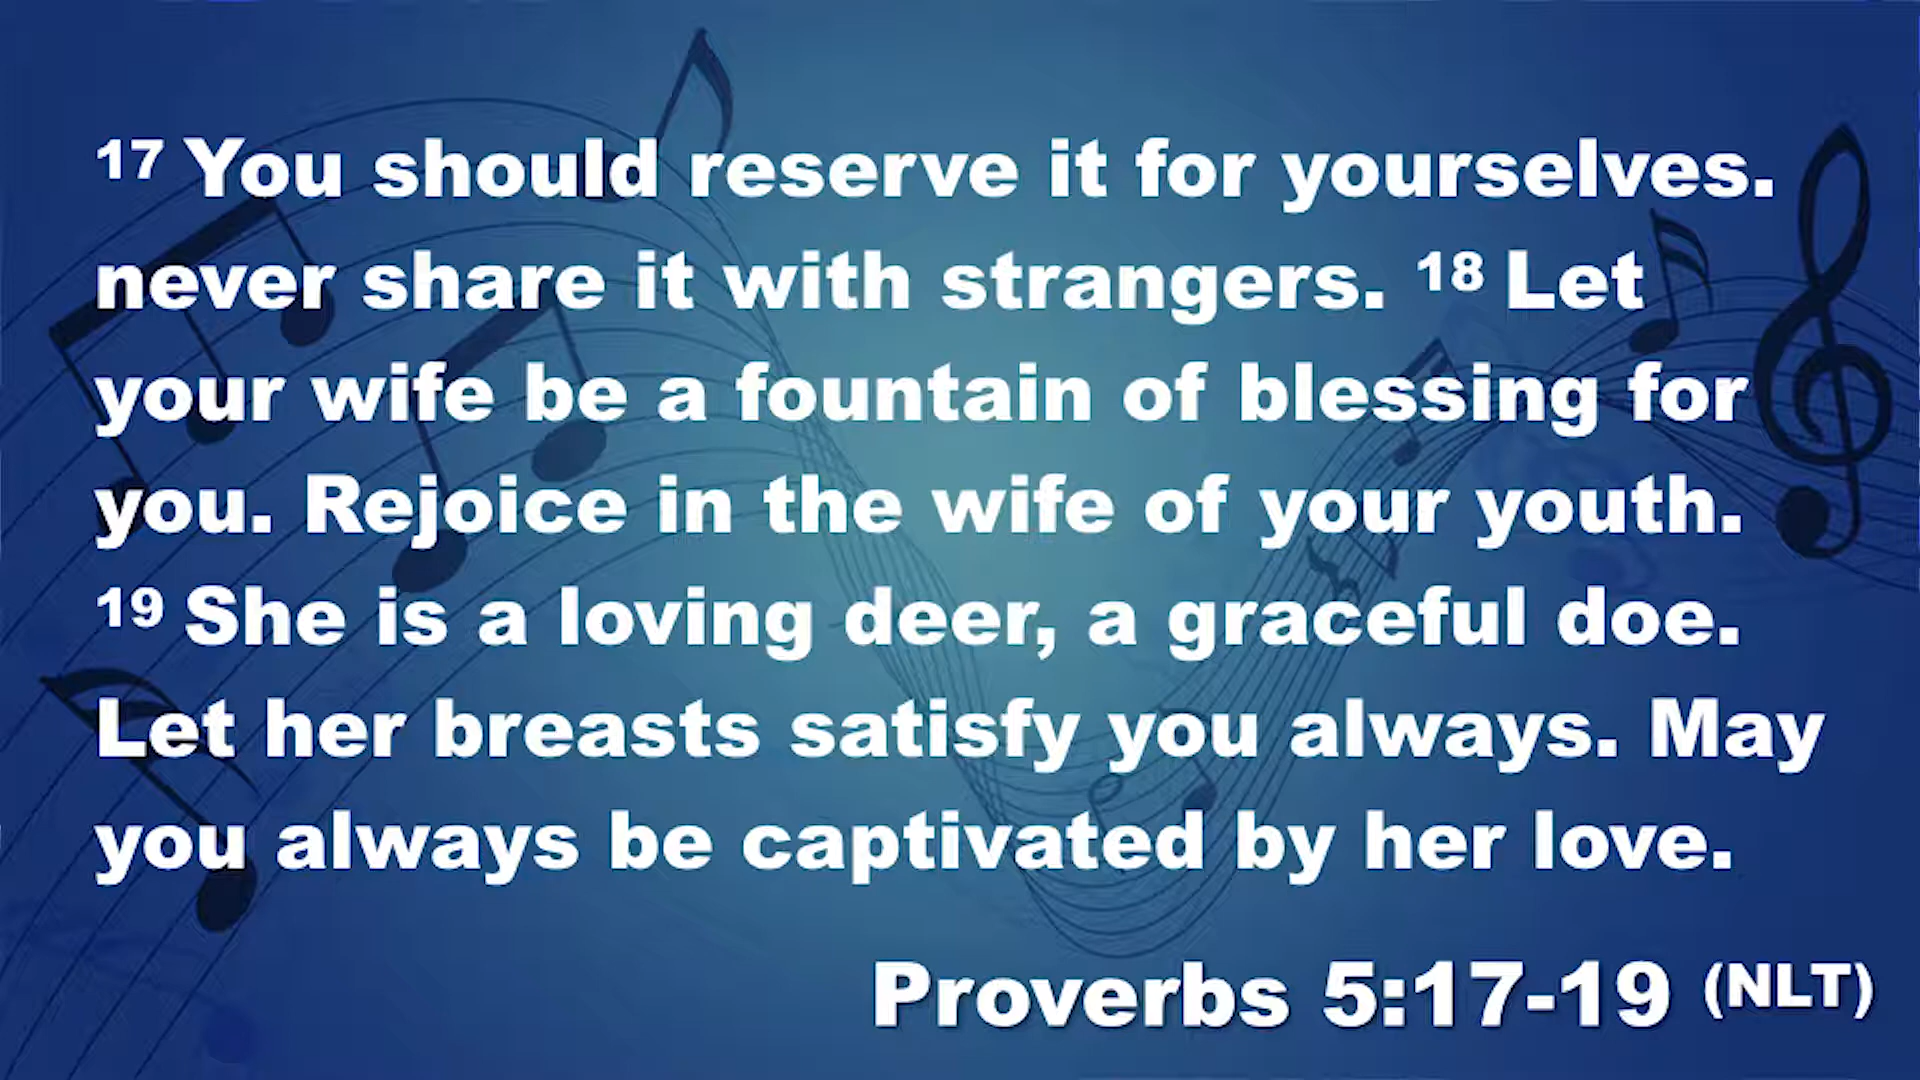 17 You should reserve it for yourselves.
never share it with strangers. 18 Let
your wife be a fountain of blessing for
you. Rejoice in the wife of your youth.
19 She is a loving deer, a graceful doe.
Let her breasts satisfy you always. May
you always be captivated by her love.
Proverbs 5:17-19 (NLT)